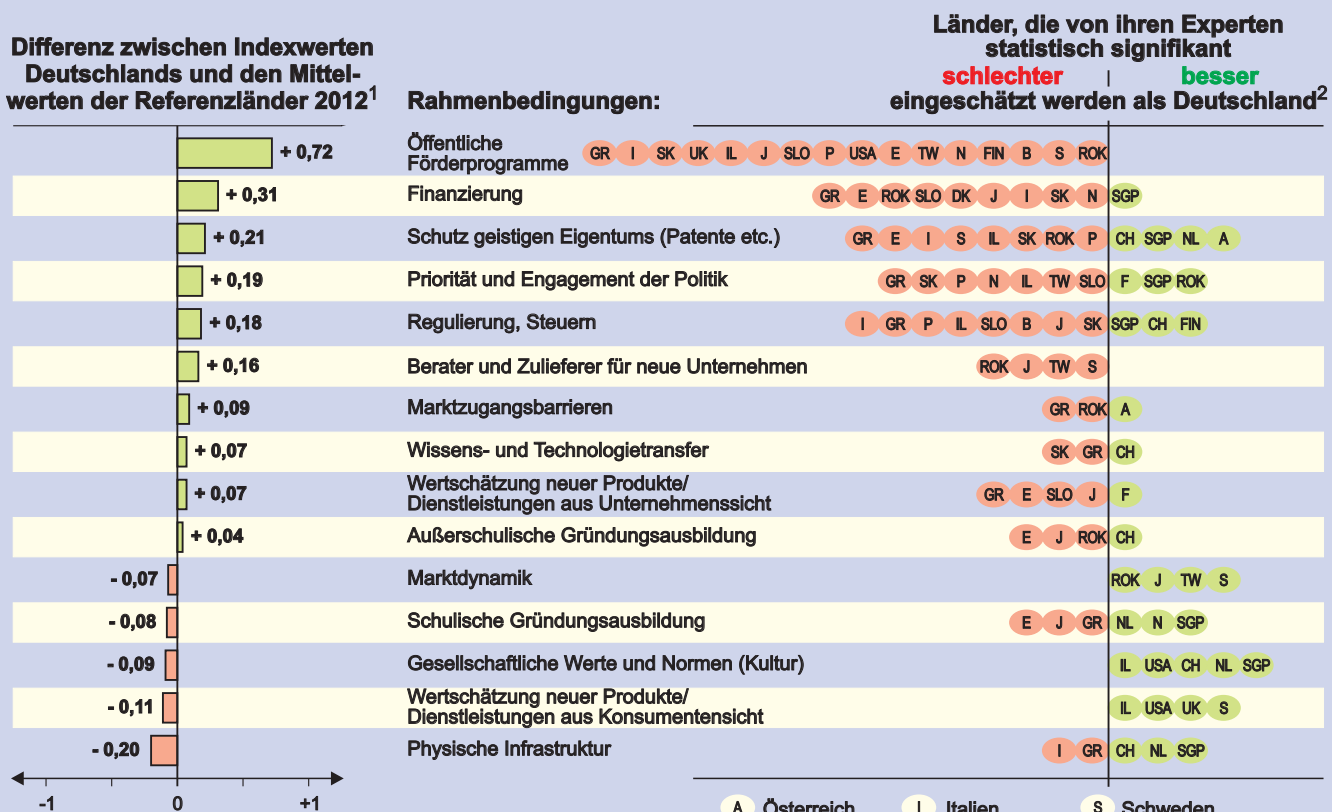 Differenz zwischen Indexwerten
Deutschlands und den Mittel-
werten der Referenzländer 2012¹
Rahmenbedingungen:
Länder, die von ihren Experten
statistisch signifikant
schlechter besser
eingeschätzt werden als Deutschland²
+ 0,72 Öffentliche
Förderprogramme GR I SK UK IL J SLO P USA E TW N FIN B S ROK
+ 0,31 Finanzierung GR E ROK SLO DK J I SK N SGP
+ 0,21 Schutz geistigen Eigentums (Patente etc.) GR E I S IL SK ROK P CH SGP NL A
+ 0,19 Priorität und Engagement der Politik GR SK P N IL TW SLO F SGP ROK
+ 0,18 Regulierung, Steuern I GR P IL SLO B J SK SGP CH FIN
+ 0,16 Berater und Zulieferer für neue Unternehmen ROK J TW S
+ 0,09 Marktzugangsbarrieren GR ROK A
+ 0,07 Wissens- und Technologietransfer SK GR CH
+ 0,07 Wertschätzung neuer Produkte/
Dienstleistungen aus Unternehmenssicht GR E SLO J F
+ 0,04 Außerschulische Gründungsausbildung E J ROK CH
- 0,07 Marktdynamik ROK J TW S
- 0,08 Schulische Gründungsausbildung E J GR NL N SGP
- 0,09 Gesellschaftliche Werte und Normen (Kultur) IL USA CH NL SGP
- 0,11 Wertschätzung neuer Produkte/
Dienstleistungen aus Konsumentensicht IL USA UK S
- 0,20 Physische Infrastruktur I GR CH NL SGP
-1 0 +1
A Österreich I Italien S Schweden